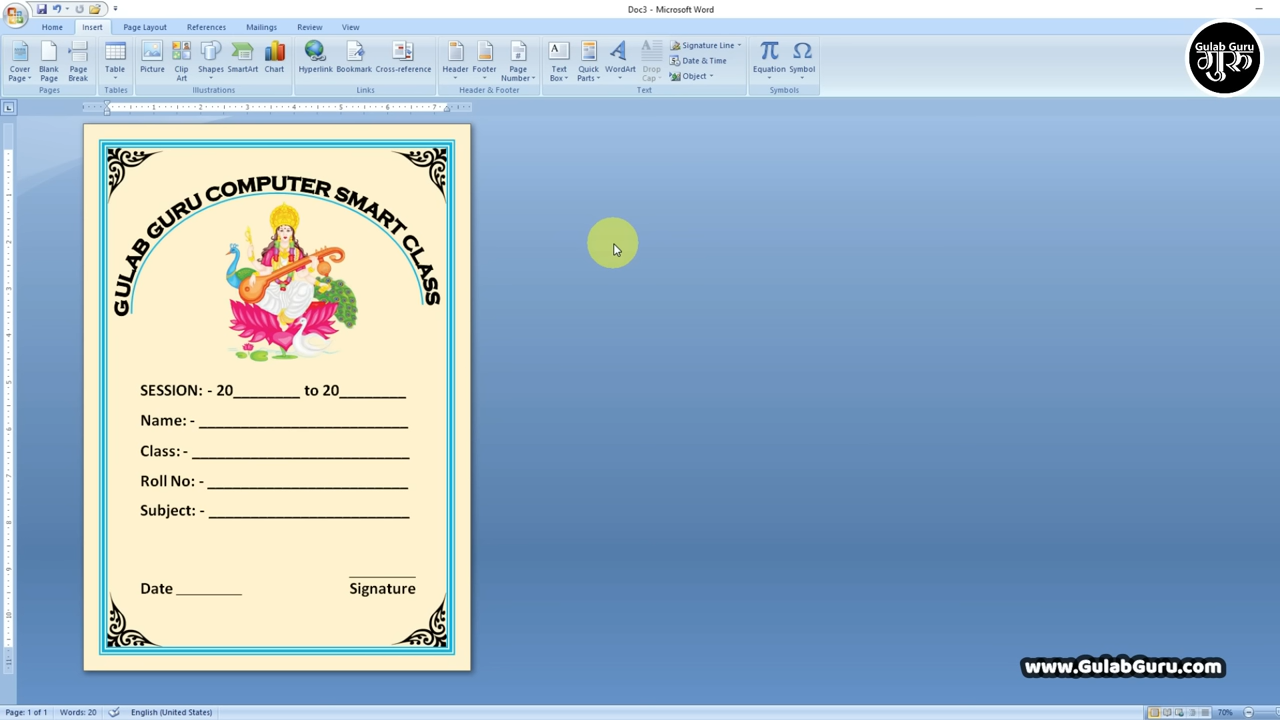 Doc3 - Microsoft Word
Home Insert Page Layout References Mailings Review View
Cover Page Blank Page Page Break Table Picture Clip Art Shapes SmartArt Chart Hyperlink Bookmark Cross-reference Header Footer Page Number Text Box Quick Parts WordArt Drop Cap Signature Line Date & Time Object Equation Symbol
Pages Tables Illustrations Links Header & Footer Text Symbols
Gulab Guru
गुरु
GULAB GURU COMPUTER SMART CLASS
SESSION: - 20________ to 20________
Name: - _________________________
Class: - __________________________
Roll No: - ________________________
Subject: - ________________________
________
Date ________ Signature
www.GulabGuru.com
Page: 1 of 1 Words: 20 English (United States) 70%